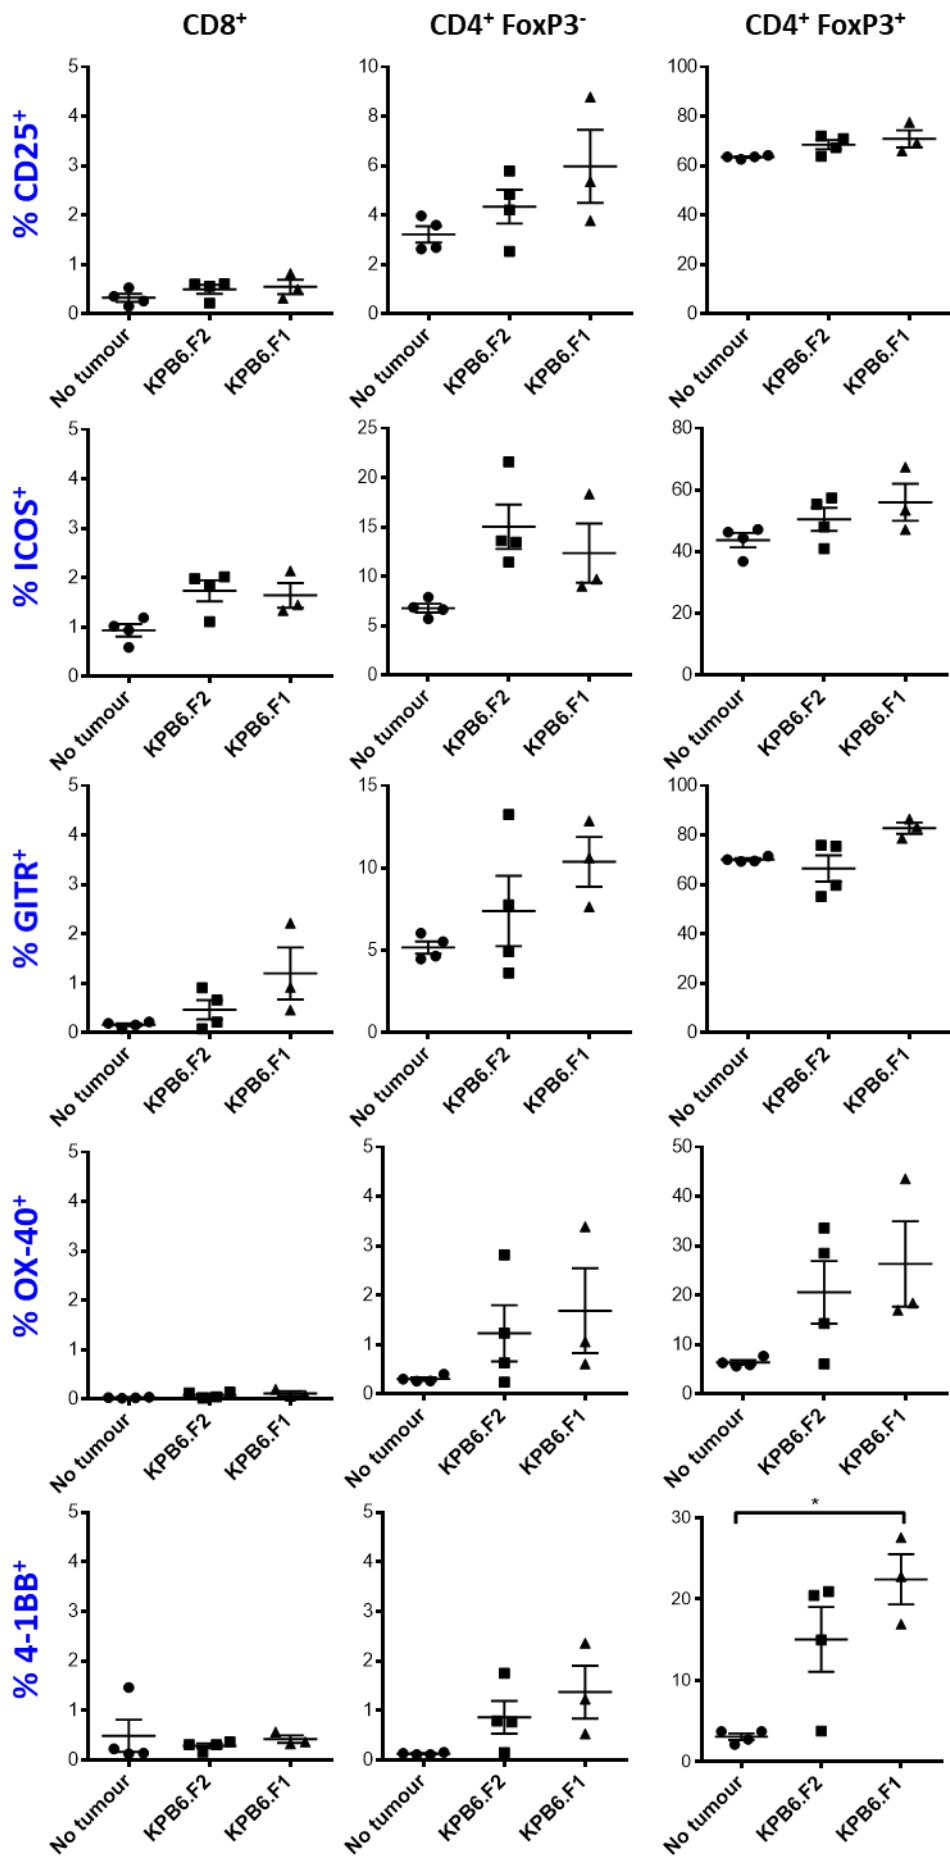 CD8⁺ CD4⁺ FoxP3⁻ CD4⁺ FoxP3⁺
% CD25⁺
5 4 3 2 1 0
No tumour KPB6.F2 KPB6.F1
10 8 6 4 2 0
No tumour KPB6.F2 KPB6.F1
100 80 60 40 20 0
No tumour KPB6.F2 KPB6.F1
% ICOS⁺
5 4 3 2 1 0
No tumour KPB6.F2 KPB6.F1
25 20 15 10 5 0
No tumour KPB6.F2 KPB6.F1
80 60 40 20 0
No tumour KPB6.F2 KPB6.F1
% GITR⁺
5 4 3 2 1 0
No tumour KPB6.F2 KPB6.F1
15 10 5 0
No tumour KPB6.F2 KPB6.F1
100 80 60 40 20 0
No tumour KPB6.F2 KPB6.F1
% OX-40⁺
5 4 3 2 1 0
No tumour KPB6.F2 KPB6.F1
5 4 3 2 1 0
No tumour KPB6.F2 KPB6.F1
50 40 30 20 10 0
No tumour KPB6.F2 KPB6.F1
% 4-1BB⁺
5 4 3 2 1 0
No tumour KPB6.F2 KPB6.F1
5 4 3 2 1 0
No tumour KPB6.F2 KPB6.F1
*
30 20 10 0
No tumour KPB6.F2 KPB6.F1